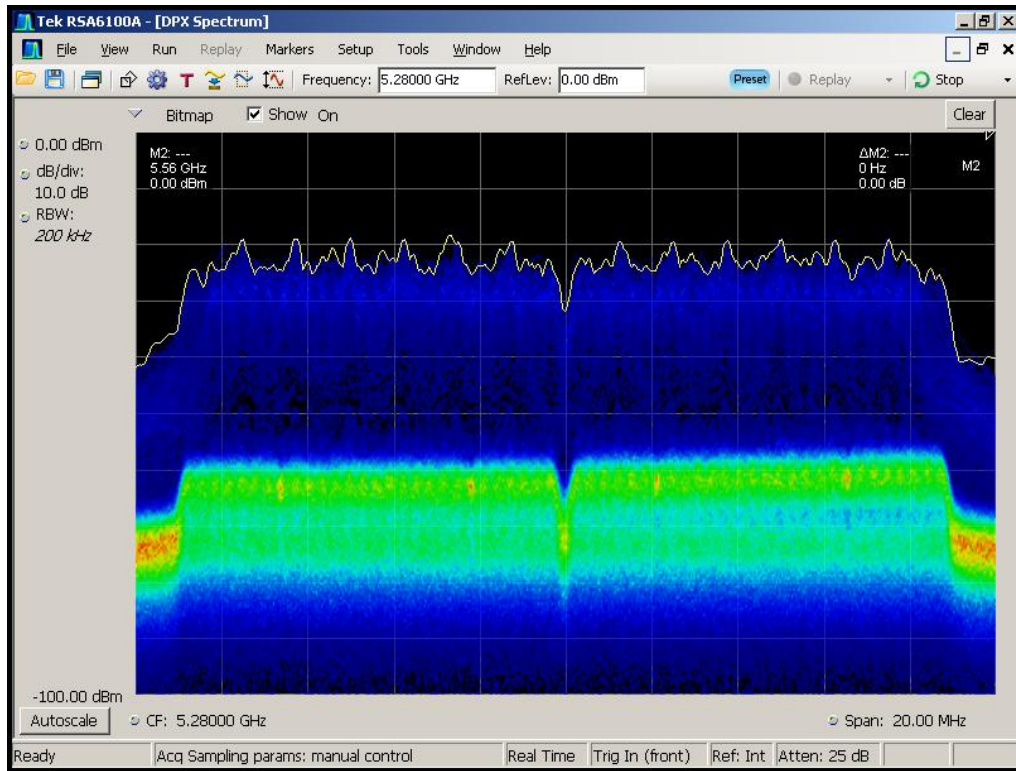 Tek RSA6100A - [DPX Spectrum]
File View Run Replay Markers Setup Tools Window Help
T Frequency: 5.28000 GHz RefLev: 0.00 dBm Preset Replay Stop
Bitmap Show On Clear
0.00 dBm
dB/div:
10.0 dB
RBW:
200 kHz
M2: ---
5.56 GHz
0.00 dBm
ΔM2: ---
0 Hz
0.00 dB
M2
-100.00 dBm
Autoscale CF: 5.28000 GHz Span: 20.00 MHz
Ready Acq Sampling params: manual control Real Time Trig In (front) Ref: Int Atten: 25 dB